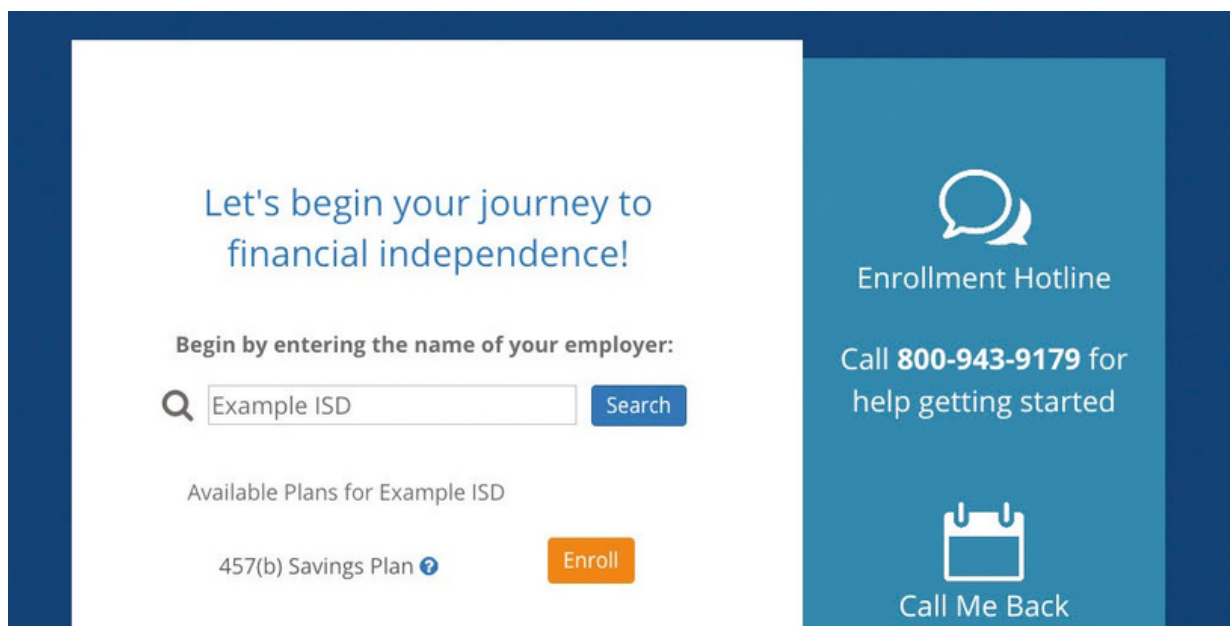 Let's begin your journey to
financial independence!
Begin by entering the name of your employer:
Example ISD
Search
Available Plans for Example ISD
457(b) Savings Plan
Enroll
Enrollment Hotline
Call 800-943-9179 for
help getting started
Call Me Back